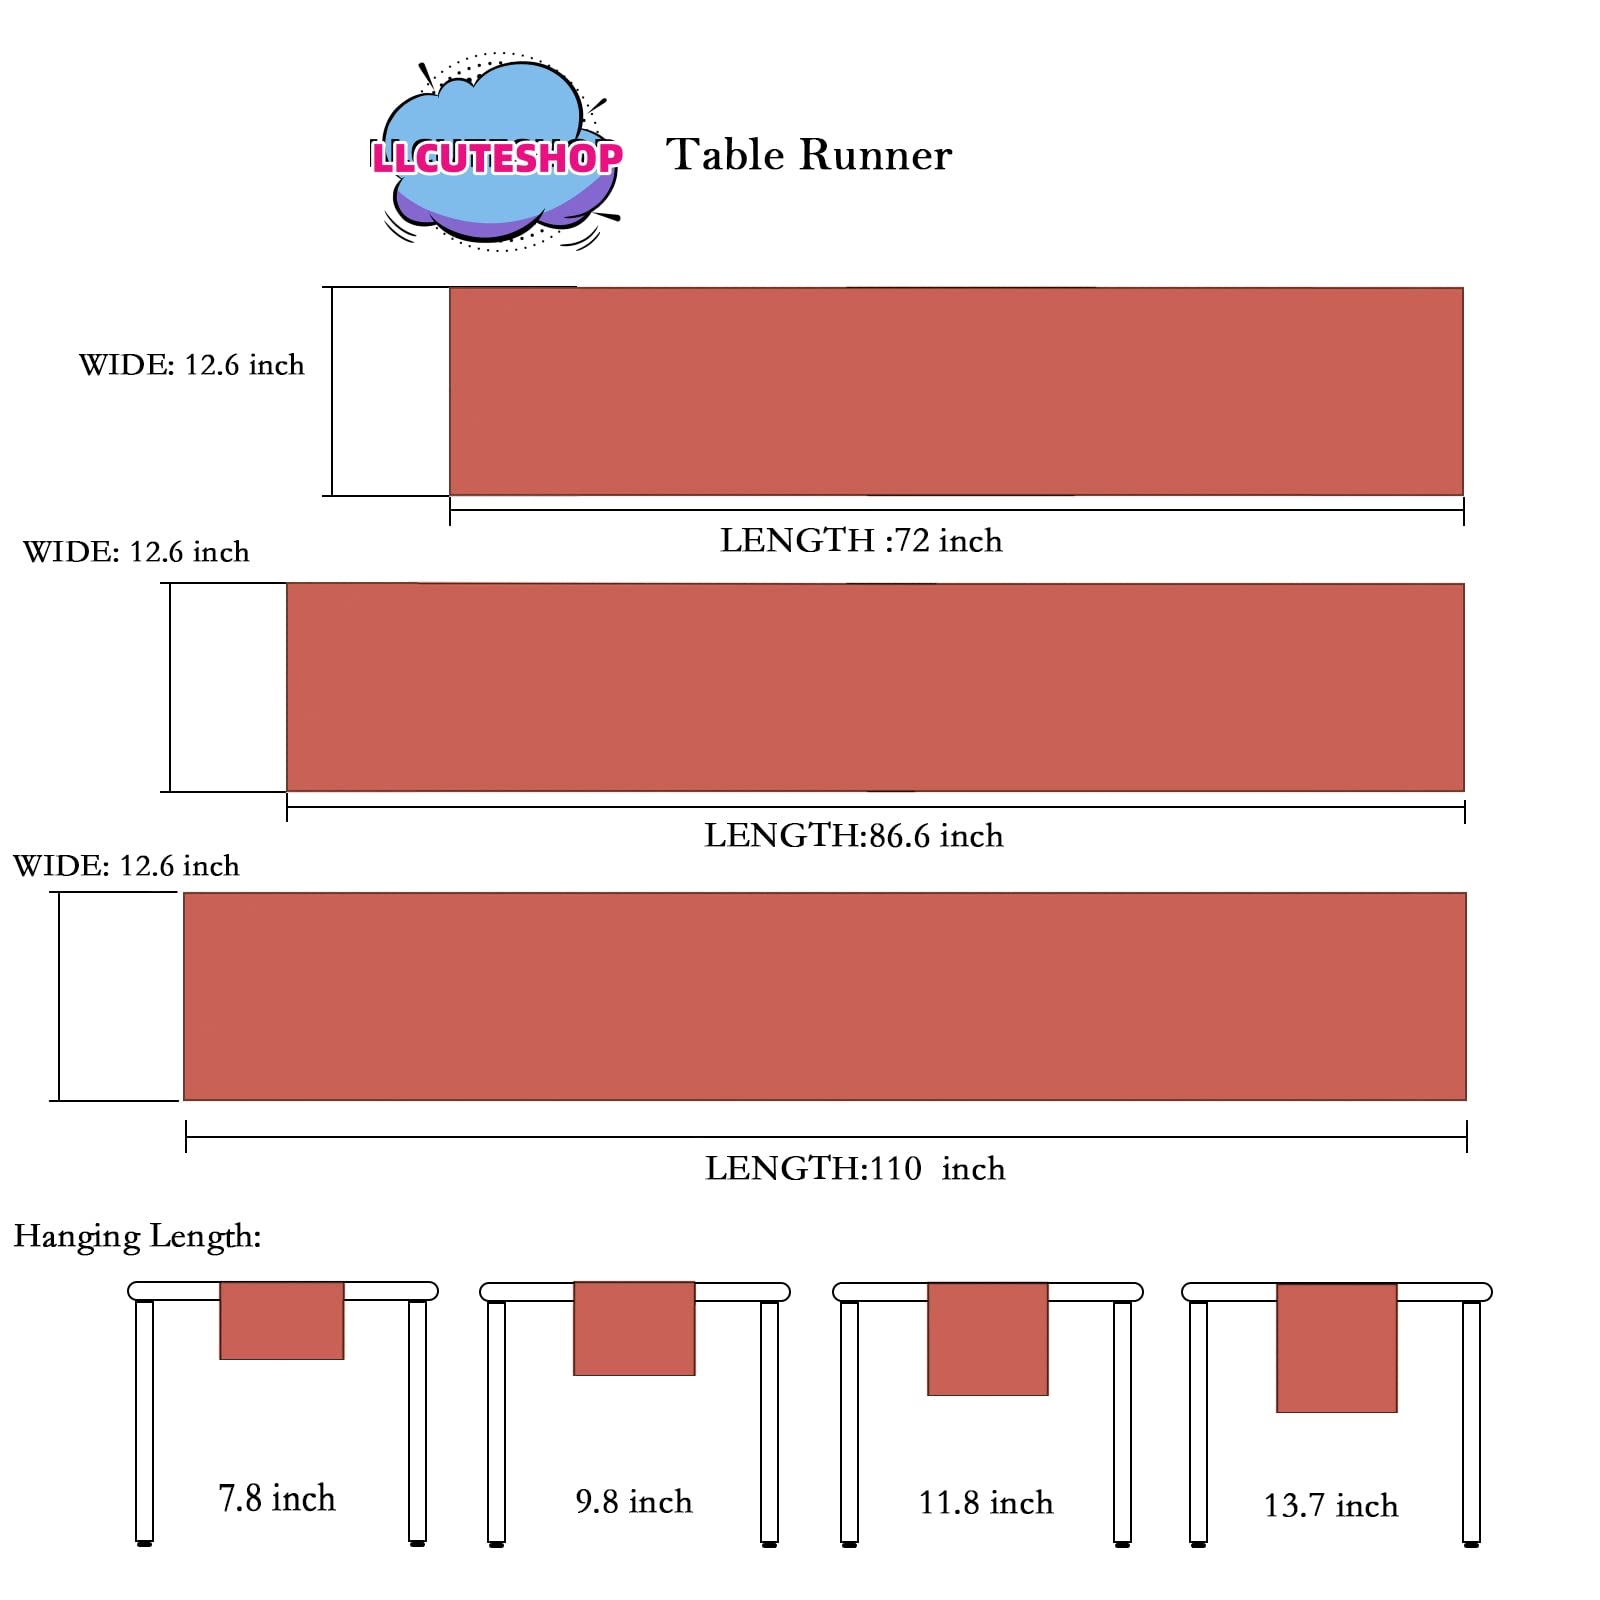 LLCUTESHOP
Table Runner
WIDE: 12.6 inch
LENGTH :72 inch
WIDE: 12.6 inch
LENGTH:86.6 inch
WIDE: 12.6 inch
LENGTH:110 inch
Hanging Length:
7.8 inch
9.8 inch
11.8 inch
13.7 inch